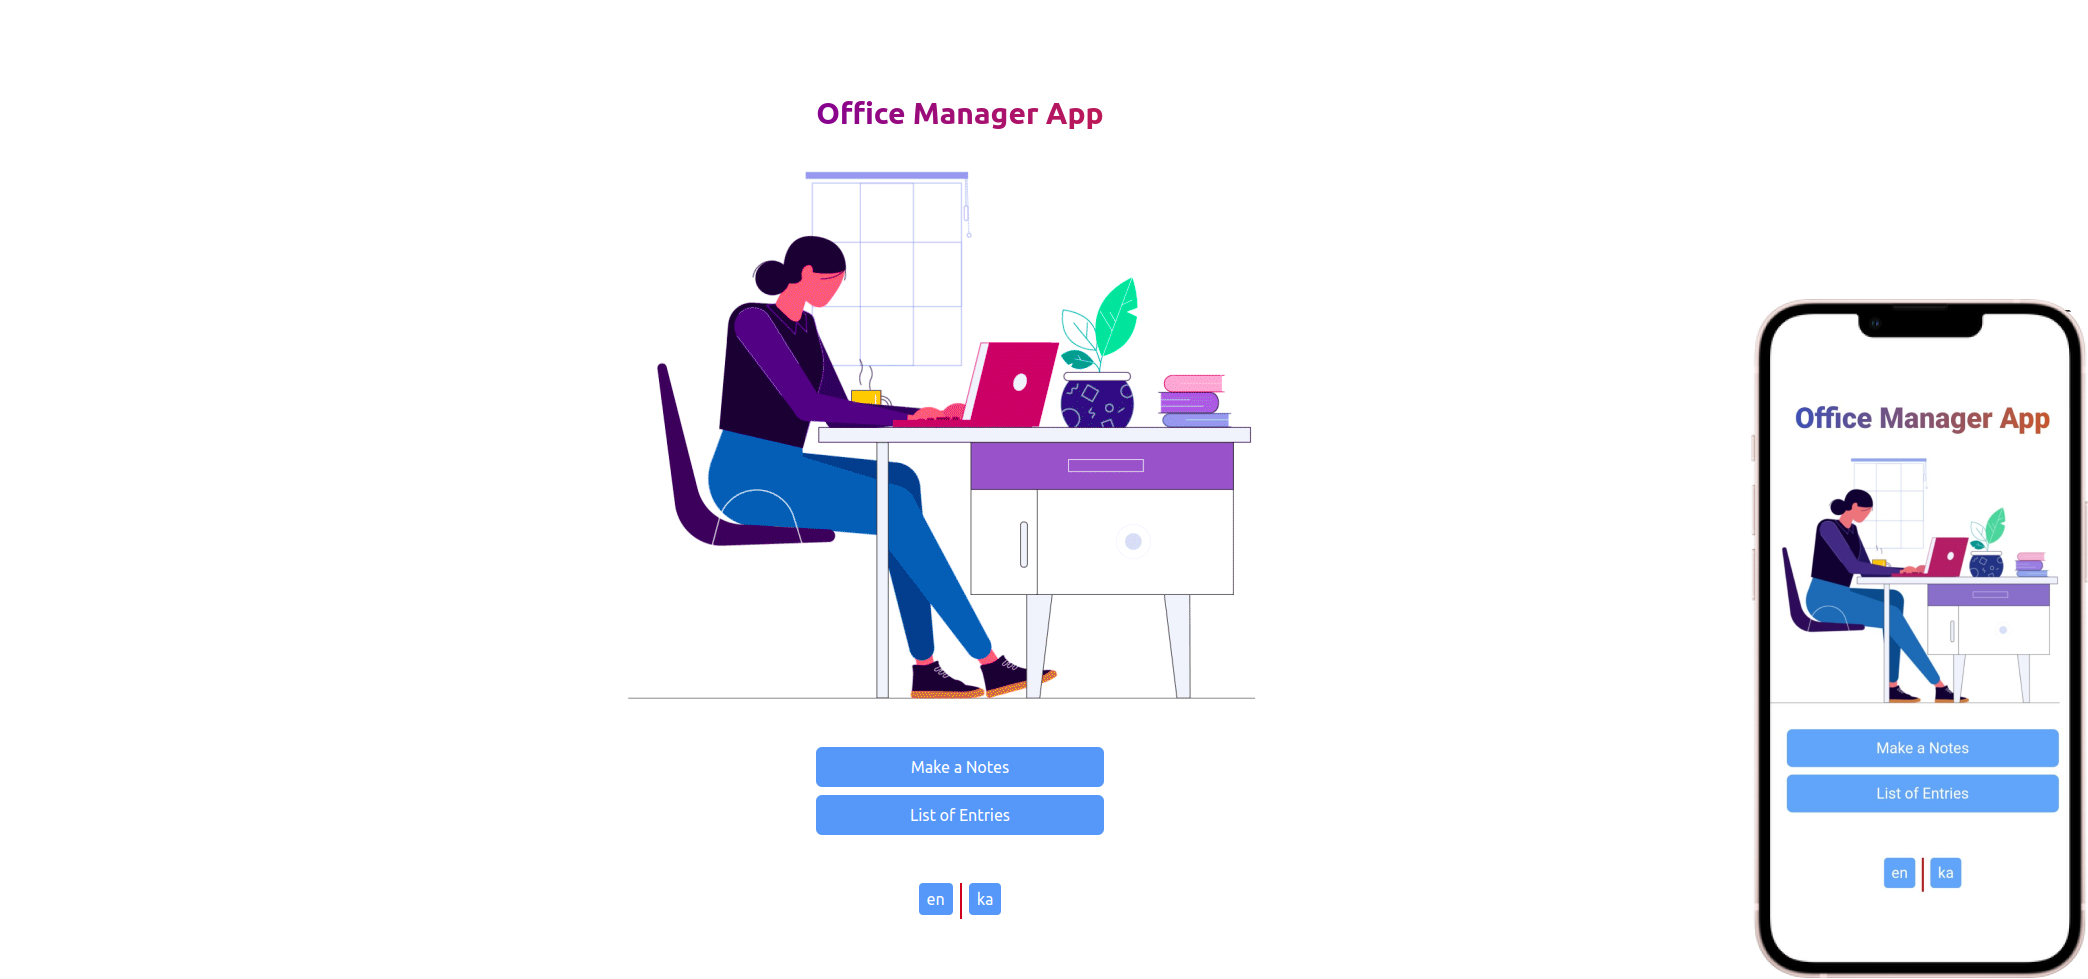 Office Manager App
Make a Notes
List of Entries
en
ka
Office Manager App
Make a Notes
List of Entries
en
ka